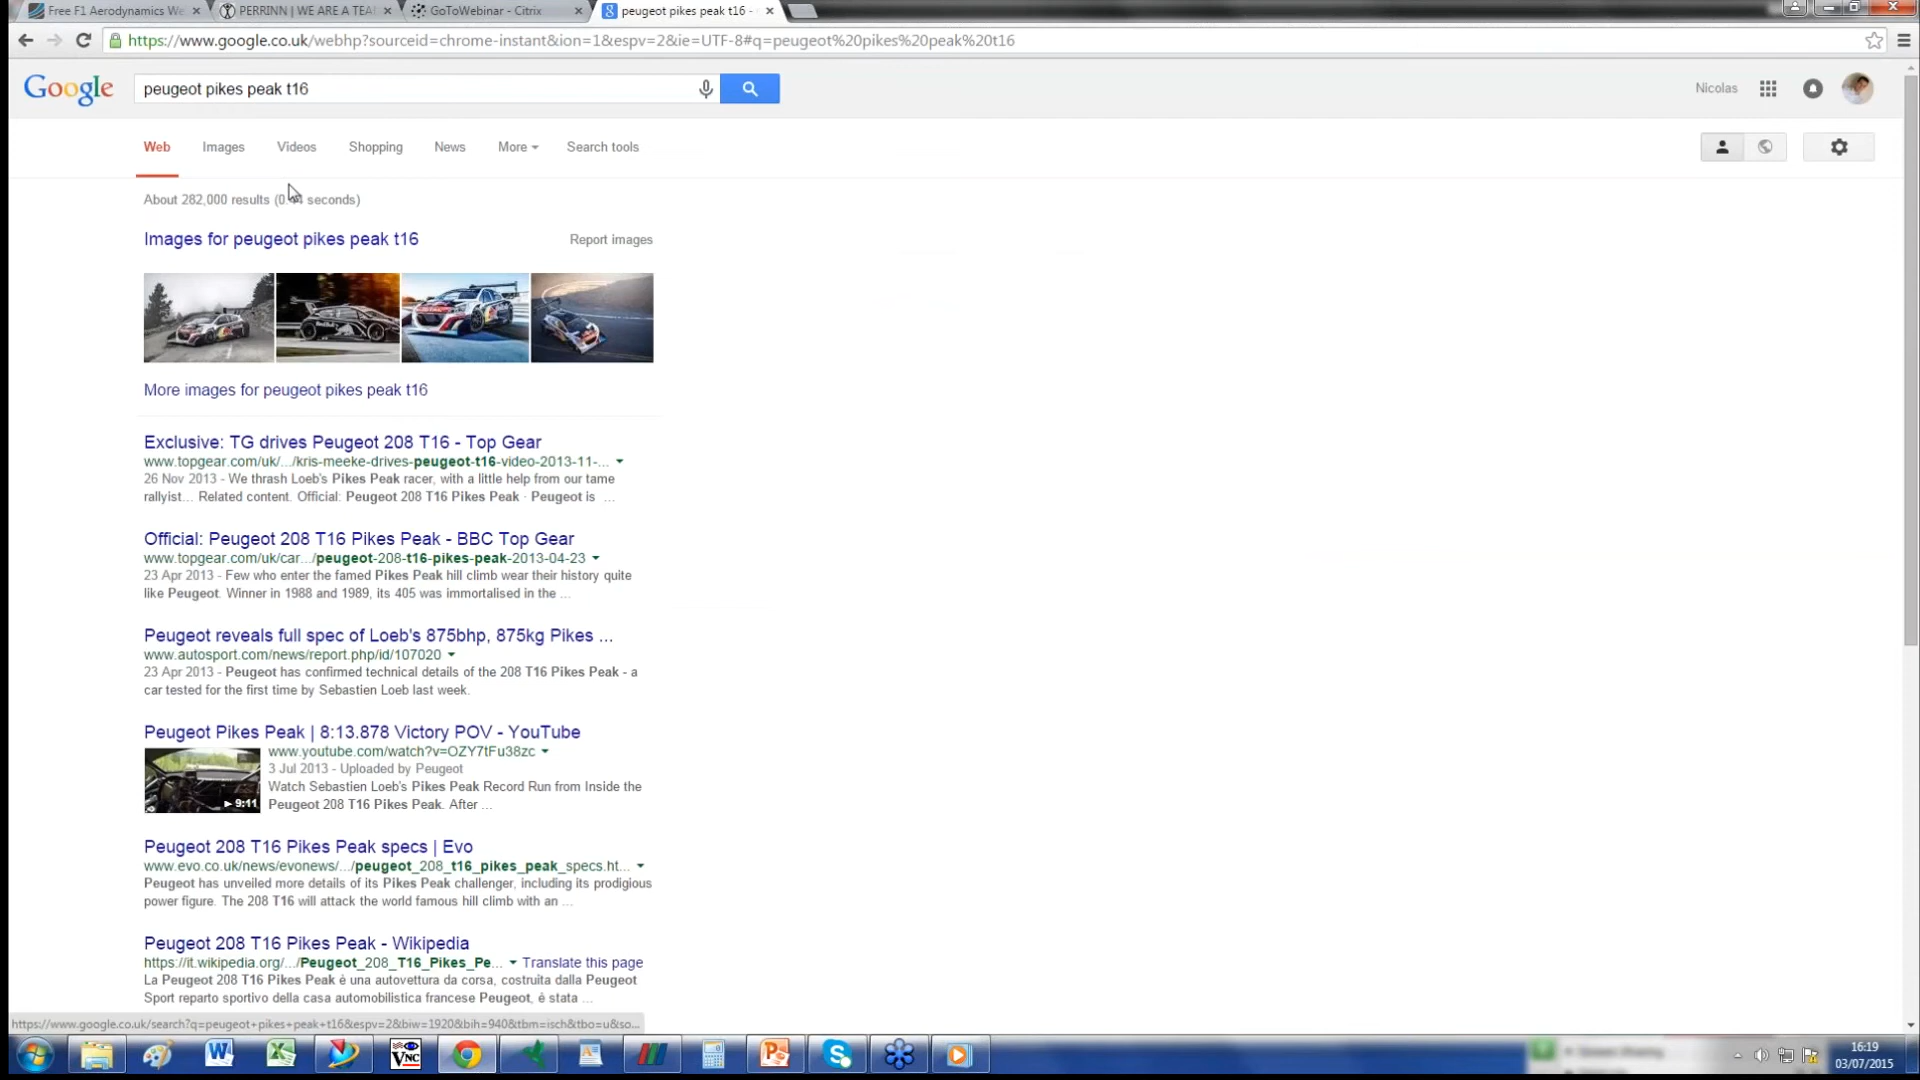 Free F1 Aerodynamics We
PERRINN | WE ARE A TEA
GoToWebinar - Citrix
peugeot pikes peak t16 -
https://www.google.co.uk/webhp?sourceid=chrome-instant&ion=1&espv=2&ie=UTF-8#q=peugeot%20pikes%20peak%20t16
Google
peugeot pikes peak t16
Nicolas
Web Images Videos Shopping News More Search tools
About 282,000 results seconds)
Images for peugeot pikes peak t16
Report images
More images for peugeot pikes peak t16
Exclusive: TG drives Peugeot 208 T16 - Top Gear
www.topgear.com/uk/.../kris-meeke-drives-peugeot-t16-video-2013-11-...
26 Nov 2013 - We thrash Loeb's Pikes Peak racer, with a little help from our tame
rallyist... Related content. Official: Peugeot 208 T16 Pikes Peak · Peugeot is ...
Official: Peugeot 208 T16 Pikes Peak - BBC Top Gear
www.topgear.com/uk/car.../peugeot-208-t16-pikes-peak-2013-04-23
23 Apr 2013 - Few who enter the famed Pikes Peak hill climb wear their history quite
like Peugeot. Winner in 1988 and 1989, its 405 was immortalised in the ...
Peugeot reveals full spec of Loeb's 875bhp, 875kg Pikes ...
www.autosport.com/news/report.php/id/107020
23 Apr 2013 - Peugeot has confirmed technical details of the 208 T16 Pikes Peak - a
car tested for the first time by Sebastien Loeb last week.
Peugeot Pikes Peak | 8:13.878 Victory POV - YouTube
www.youtube.com/watch?v=OZY7tFu38zc
3 Jul 2013 - Uploaded by Peugeot
Watch Sebastien Loeb's Pikes Peak Record Run from Inside the
Peugeot 208 T16 Pikes Peak. After ...
9:11
Peugeot 208 T16 Pikes Peak specs | Evo
www.evo.co.uk/news/evonews/.../peugeot_208_t16_pikes_peak_specs.ht...
Peugeot has unveiled more details of its Pikes Peak challenger, including its prodigious
power figure. The 208 T16 will attack the world famous hill climb with an ...
Peugeot 208 T16 Pikes Peak - Wikipedia
https://it.wikipedia.org/.../Peugeot_208_T16_Pikes_Pe... Translate this page
La Peugeot 208 T16 Pikes Peak è una autovettura da corsa, costruita dalla Peugeot
Sport reparto sportivo della casa automobilistica francese Peugeot, è stata ...
https://www.google.co.uk/search?q=peugeot+pikes+peak+t16&espv=2&biw=1920&bih=940&tbm=isch&tbo=u&so...
VNC
16:19
03/07/2015